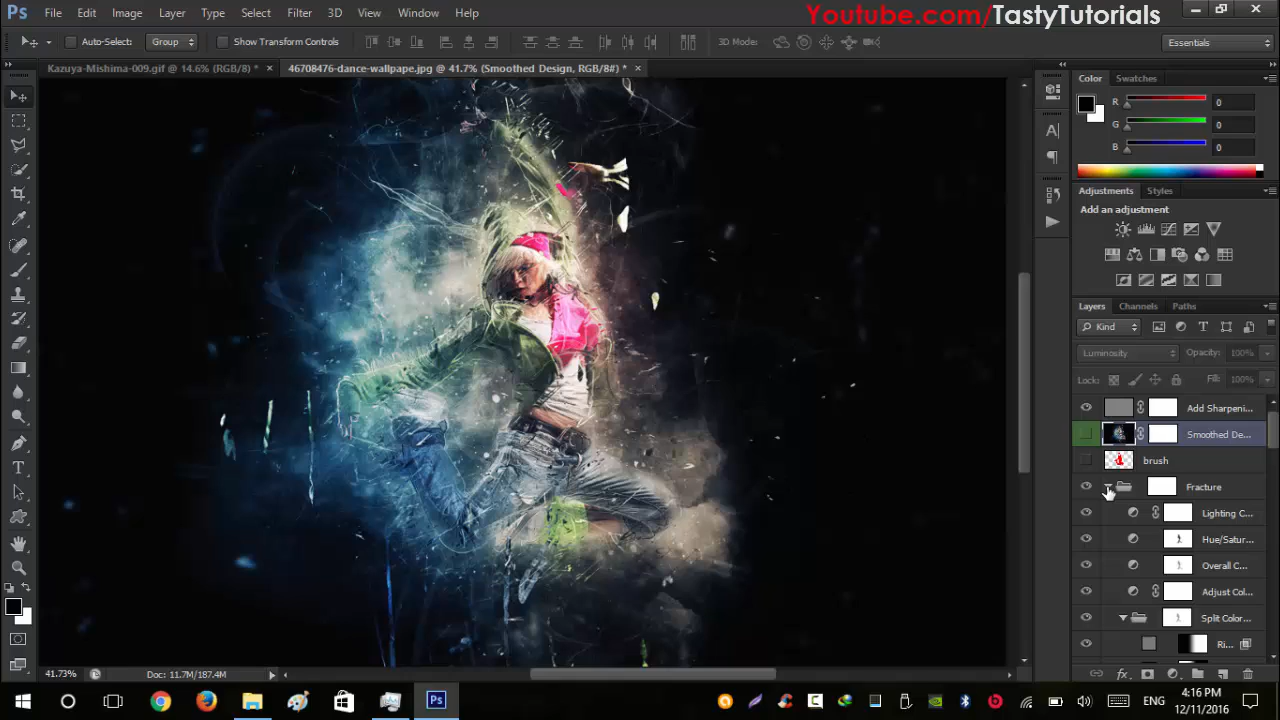 Youtube.com/TastyTutorials
Ps File Edit Image Layer Type Select Filter 3D View Window Help
Auto-Select: Group Show Transform Controls 3D Mode: Essentials
Kazuya-Mishima-009.gif @ 14.6% (RGB/8) * × 46708476-dance-wallpape.jpg @ 41.7% (Smoothed Design, RGB/8#) * ×
Color Swatches
R 0
G 0
B 0
Adjustments Styles
Add an adjustment
Layers Channels Paths
Kind
Luminosity Opacity: 100%
Lock: Fill: 100%
Add Sharpeni...
Smoothed De...
brush
Fracture
Lighting C...
Hue/Satur...
Overall C...
Adjust Col...
Split Color...
Ri...
41.73% Doc: 11.7M/187.4M
Ps ENG 4:16 PM
12/11/2016